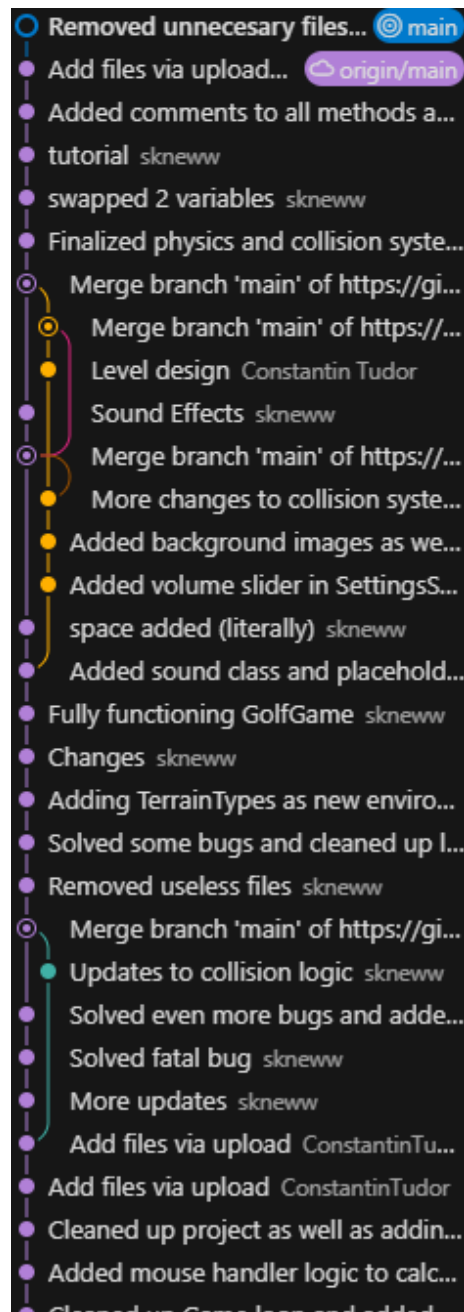 Removed unnecesary files... main
Add files via upload... origin/main
Added comments to all methods a...
tutorial skneww
swapped 2 variables skneww
Finalized physics and collision syste...
Merge branch 'main' of https://gi...
Merge branch 'main' of https://...
Level design Constantin Tudor
Sound Effects skneww
Merge branch 'main' of https://...
More changes to collision syste...
Added background images as we...
Added volume slider in SettingsS...
space added (literally) skneww
Added sound class and placehold...
Fully functioning GolfGame skneww
Changes skneww
Adding TerrainTypes as new enviro...
Solved some bugs and cleaned up l...
Removed useless files skneww
Merge branch 'main' of https://gi...
Updates to collision logic skneww
Solved even more bugs and adde...
Solved fatal bug skneww
More updates skneww
Add files via upload ConstantinTu...
Add files via upload ConstantinTudor
Cleaned up project as well as addin...
Added mouse handler logic to calc...
Cleaned up Game loop and added